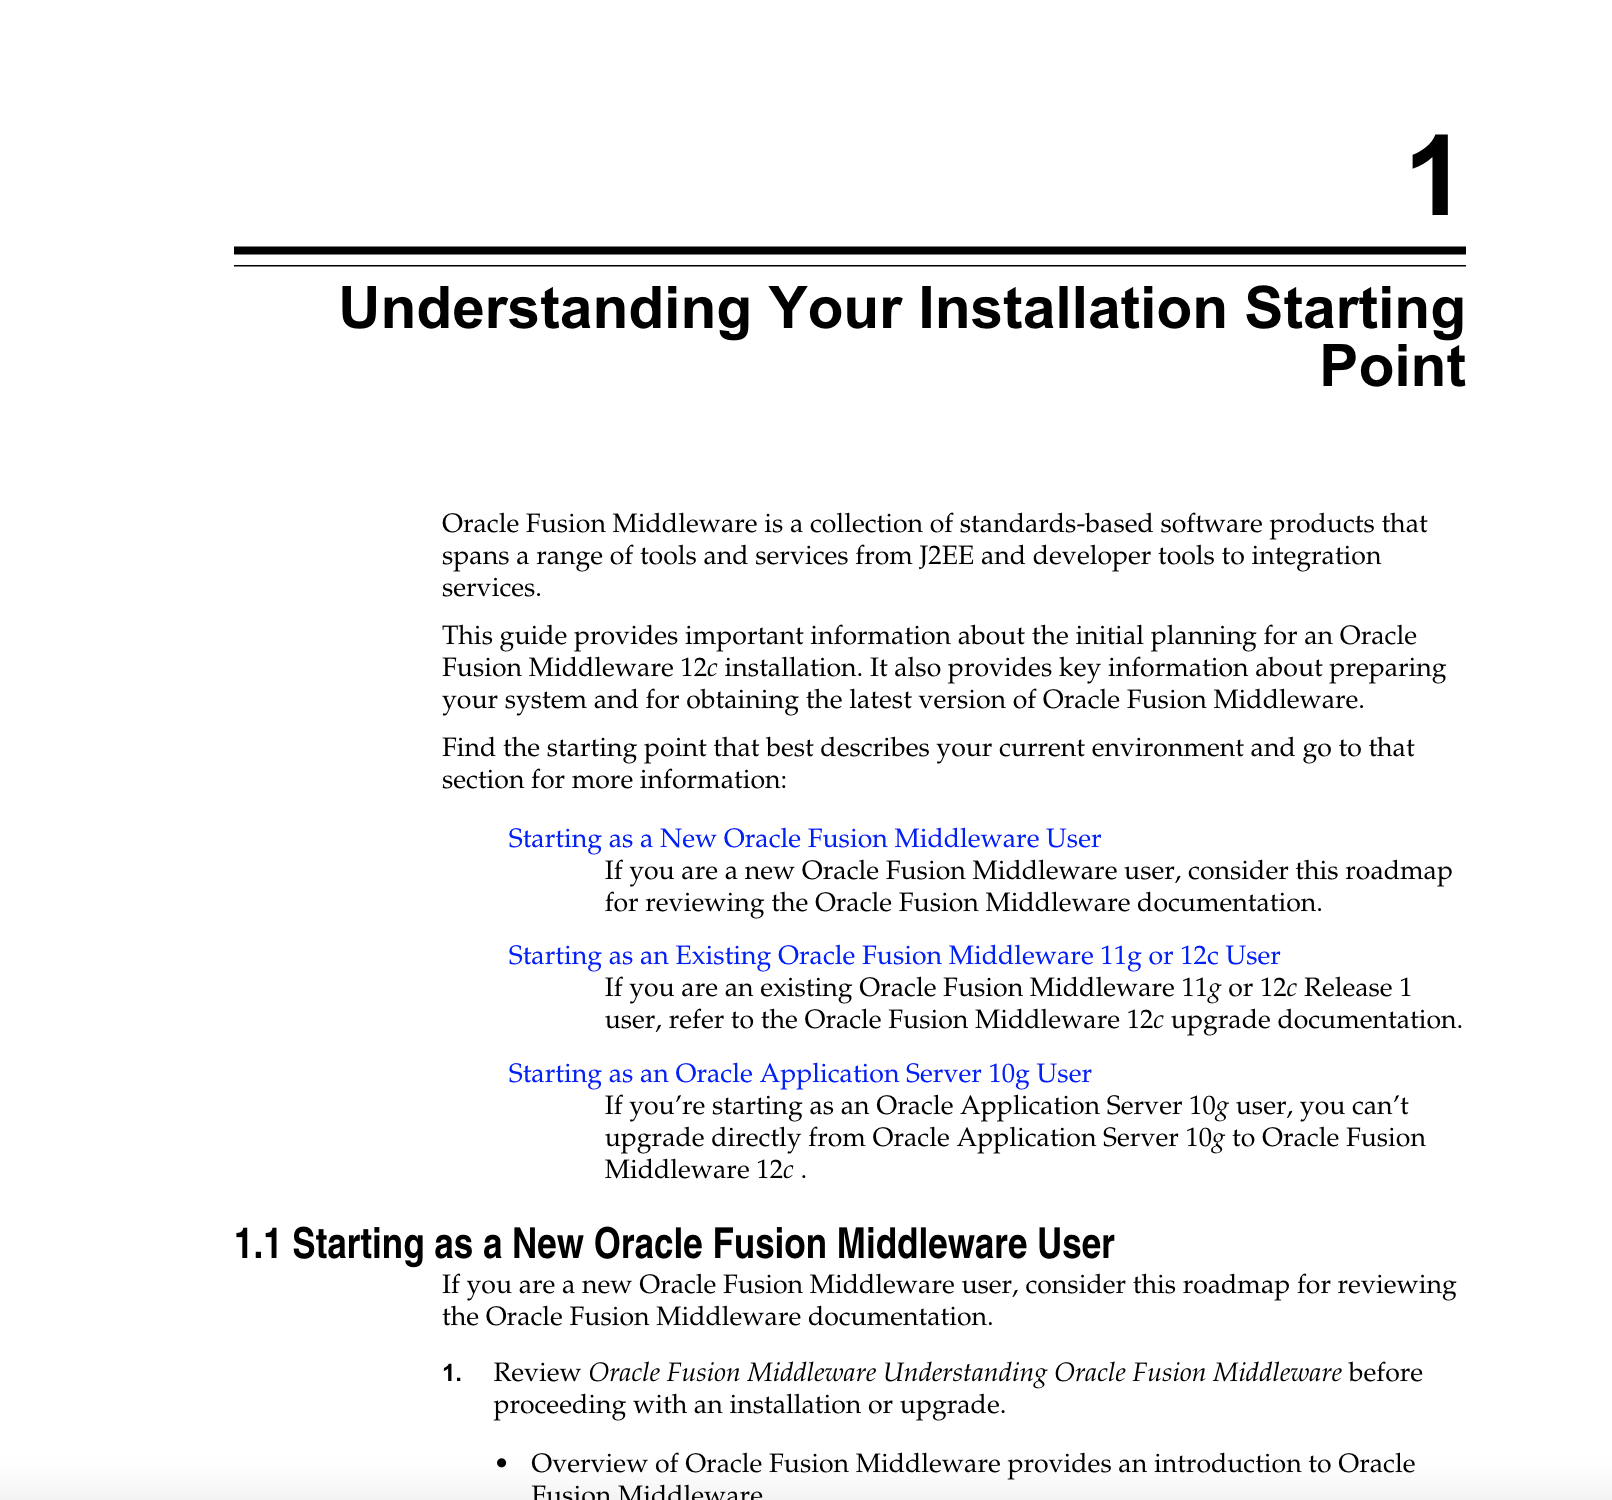 1
Understanding Your Installation Starting
Point
Oracle Fusion Middleware is a collection of standards-based software products that
spans a range of tools and services from J2EE and developer tools to integration
services.
This guide provides important information about the initial planning for an Oracle
Fusion Middleware 12c installation. It also provides key information about preparing
your system and for obtaining the latest version of Oracle Fusion Middleware.
Find the starting point that best describes your current environment and go to that
section for more information:
Starting as a New Oracle Fusion Middleware User
If you are a new Oracle Fusion Middleware user, consider this roadmap
for reviewing the Oracle Fusion Middleware documentation.
Starting as an Existing Oracle Fusion Middleware 11g or 12c User
If you are an existing Oracle Fusion Middleware 11g or 12c Release 1
user, refer to the Oracle Fusion Middleware 12c upgrade documentation.
Starting as an Oracle Application Server 10g User
If you’re starting as an Oracle Application Server 10g user, you can’t
upgrade directly from Oracle Application Server 10g to Oracle Fusion
Middleware 12c .
1.1 Starting as a New Oracle Fusion Middleware User
If you are a new Oracle Fusion Middleware user, consider this roadmap for reviewing
the Oracle Fusion Middleware documentation.
1. Review Oracle Fusion Middleware Understanding Oracle Fusion Middleware before
proceeding with an installation or upgrade.
• Overview of Oracle Fusion Middleware provides an introduction to Oracle
Fusion Middleware